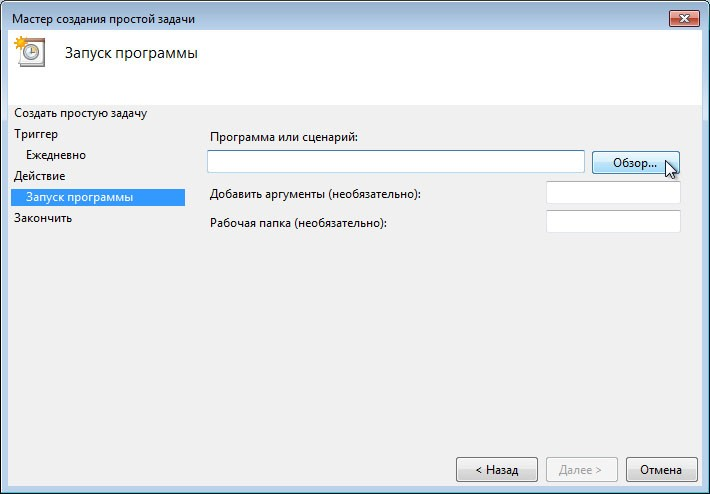 Мастер создания простой задачи
Запуск программы
Создать простую задачу
Триггер
Ежедневно
Действие
Запуск программы
Закончить
Программа или сценарий:
Обзор...
Добавить аргументы (необязательно):
Рабочая папка (необязательно):
< Назад
Далее >
Отмена